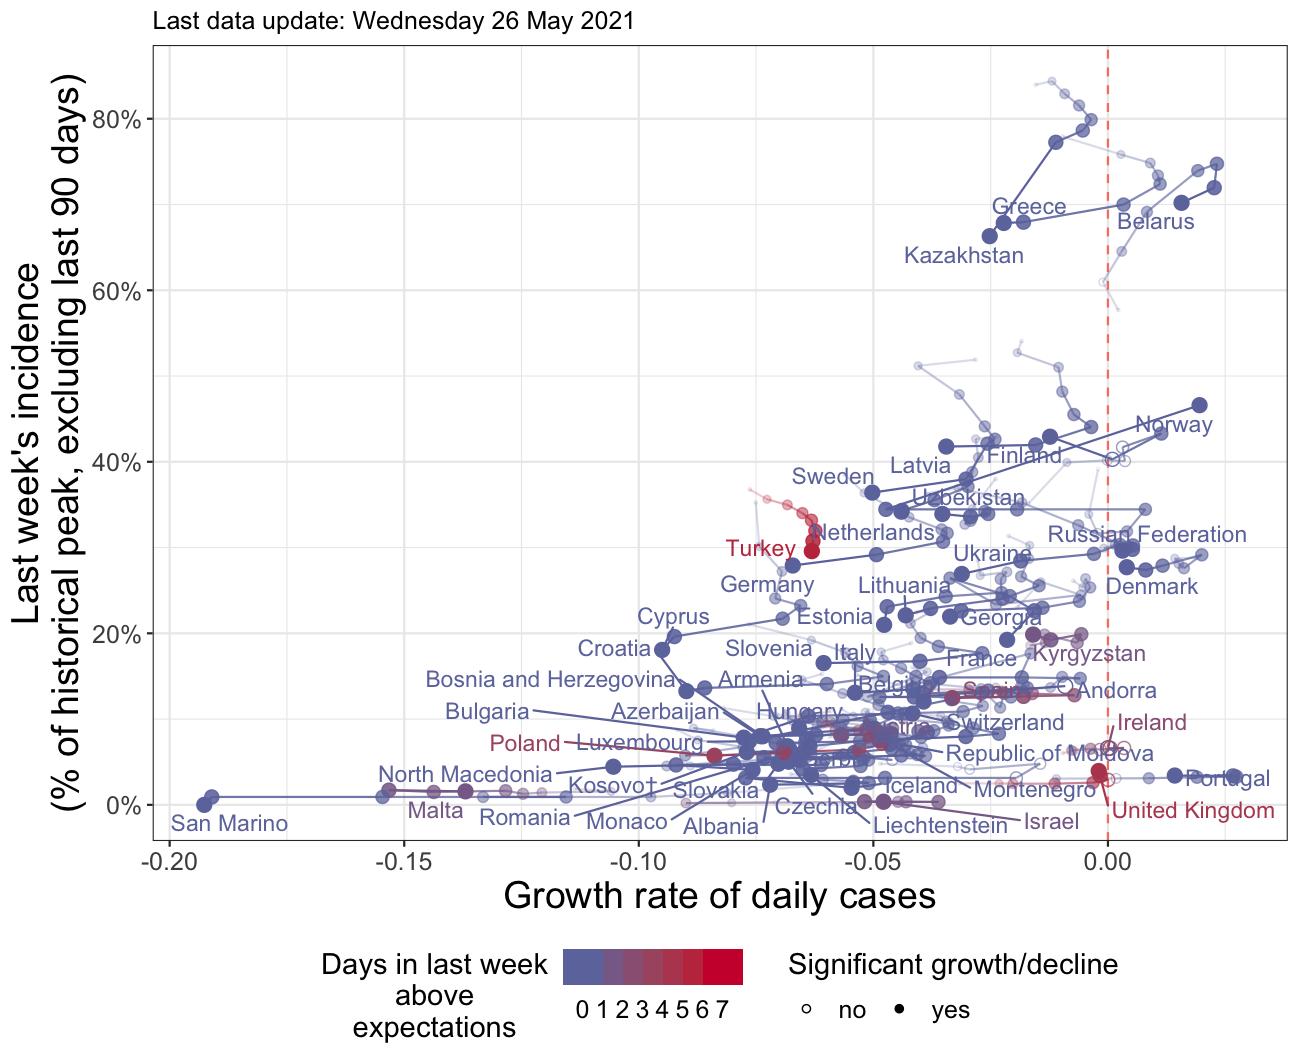 Last data update: Wednesday 26 May 2021
Last week's incidence
(% of historical peak, excluding last 90 days)
80%
60%
40%
20%
0%
Greece
Belarus
Kazakhstan
Norway
Finland
Latvia
Sweden
Uzbekistan
Netherlands
Russian Federation
Turkey
Ukraine
Germany
Lithuania
Denmark
Cyprus
Estonia
Georgia
Croatia
Slovenia
Italy
France
Kyrgyzstan
Bosnia and Herzegovina
Armenia
Belgium
Spain
Andorra
Bulgaria
Azerbaijan
Hungary
Austria
Switzerland
Ireland
Poland
Luxembourg
Serbia
Republic of Moldova
North Macedonia
Kosovo†
Slovakia
Iceland
Montenegro
Portugal
Malta
Romania
Monaco
Czechia
Israel
United Kingdom
San Marino
Albania
Liechtenstein
-0.20 -0.15 -0.10 -0.05 0.00
Growth rate of daily cases
Days in last week
above
expectations
0 1 2 3 4 5 6 7
Significant growth/decline
no yes